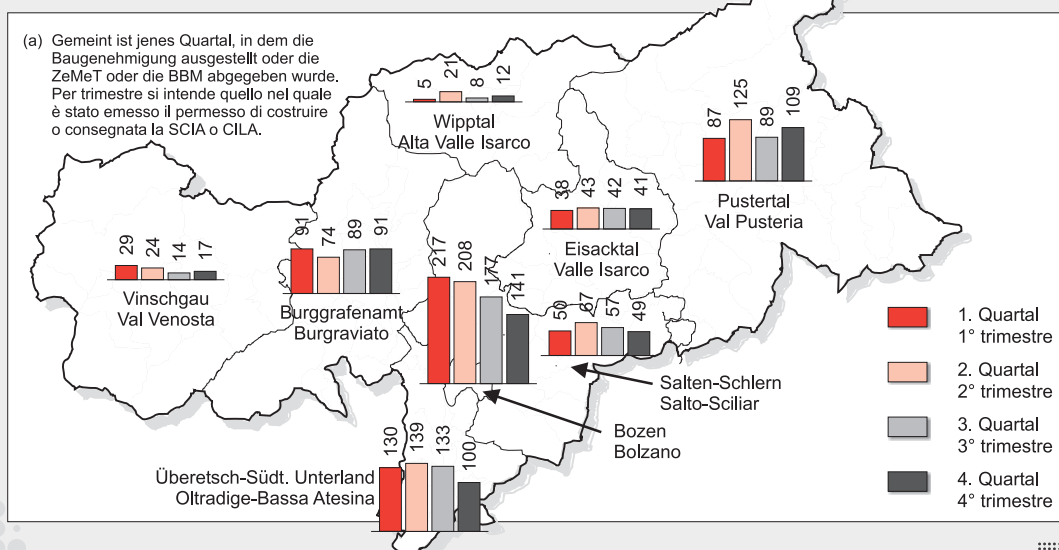 (a) Gemeint ist jenes Quartal, in dem die
Baugenehmigung ausgestellt oder die
ZeMeT oder die BBM abgegeben wurde.
Per trimestre si intende quello nel quale
è stato emesso il permesso di costruire
o consegnata la SCIA o CILA.
5 21 8 12
Wipptal
Alta Valle Isarco
87 125 89 109
Pustertal
Val Pusteria
38 43 42 41
Eisacktal
Valle Isarco
29 24 14 17
Vinschgau
Val Venosta
91 74 89 91
Burggrafenamt
Burgraviato
217 208 177 141
50 67 57 49
Salten-Schlern
Salto-Sciliar
Bozen
Bolzano
130 139 133 100
Überetsch-Südt. Unterland
Oltradige-Bassa Atesina
1. Quartal
1° trimestre
2. Quartal
2° trimestre
3. Quartal
3° trimestre
4. Quartal
4° trimestre